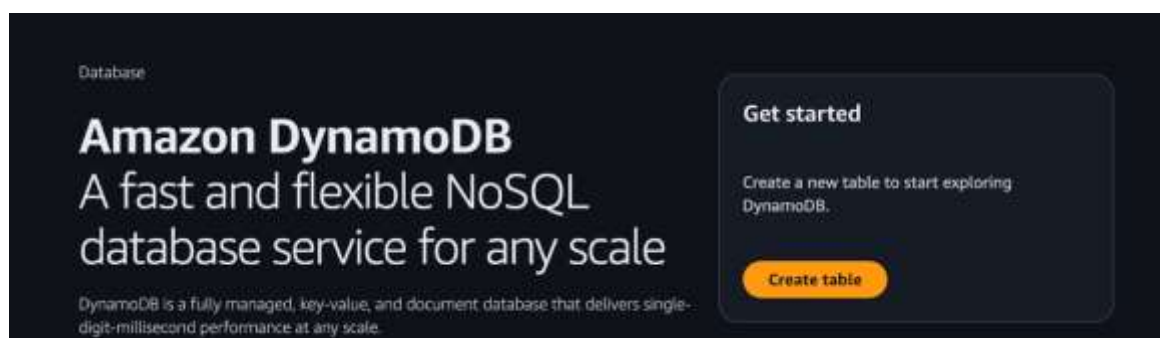 Database
Amazon DynamoDB
A fast and flexible NoSQL
database service for any scale
DynamoDB is a fully managed, key-value, and document database that delivers single-
digit-millisecond performance at any scale.
Get started
Create a new table to start exploring
DynamoDB.
Create table